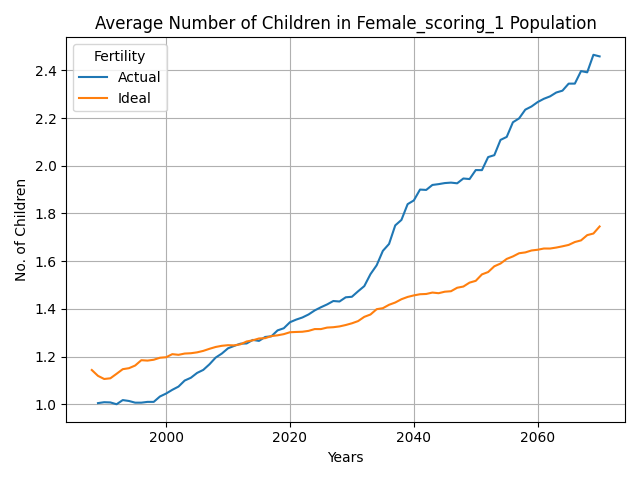 Average Number of Children in Female_scoring_1 Population
Fertility
Actual
Ideal
No. of Children
2.4
2.2
2.0
1.8
1.6
1.4
1.2
1.0
2000 2020 2040 2060
Years